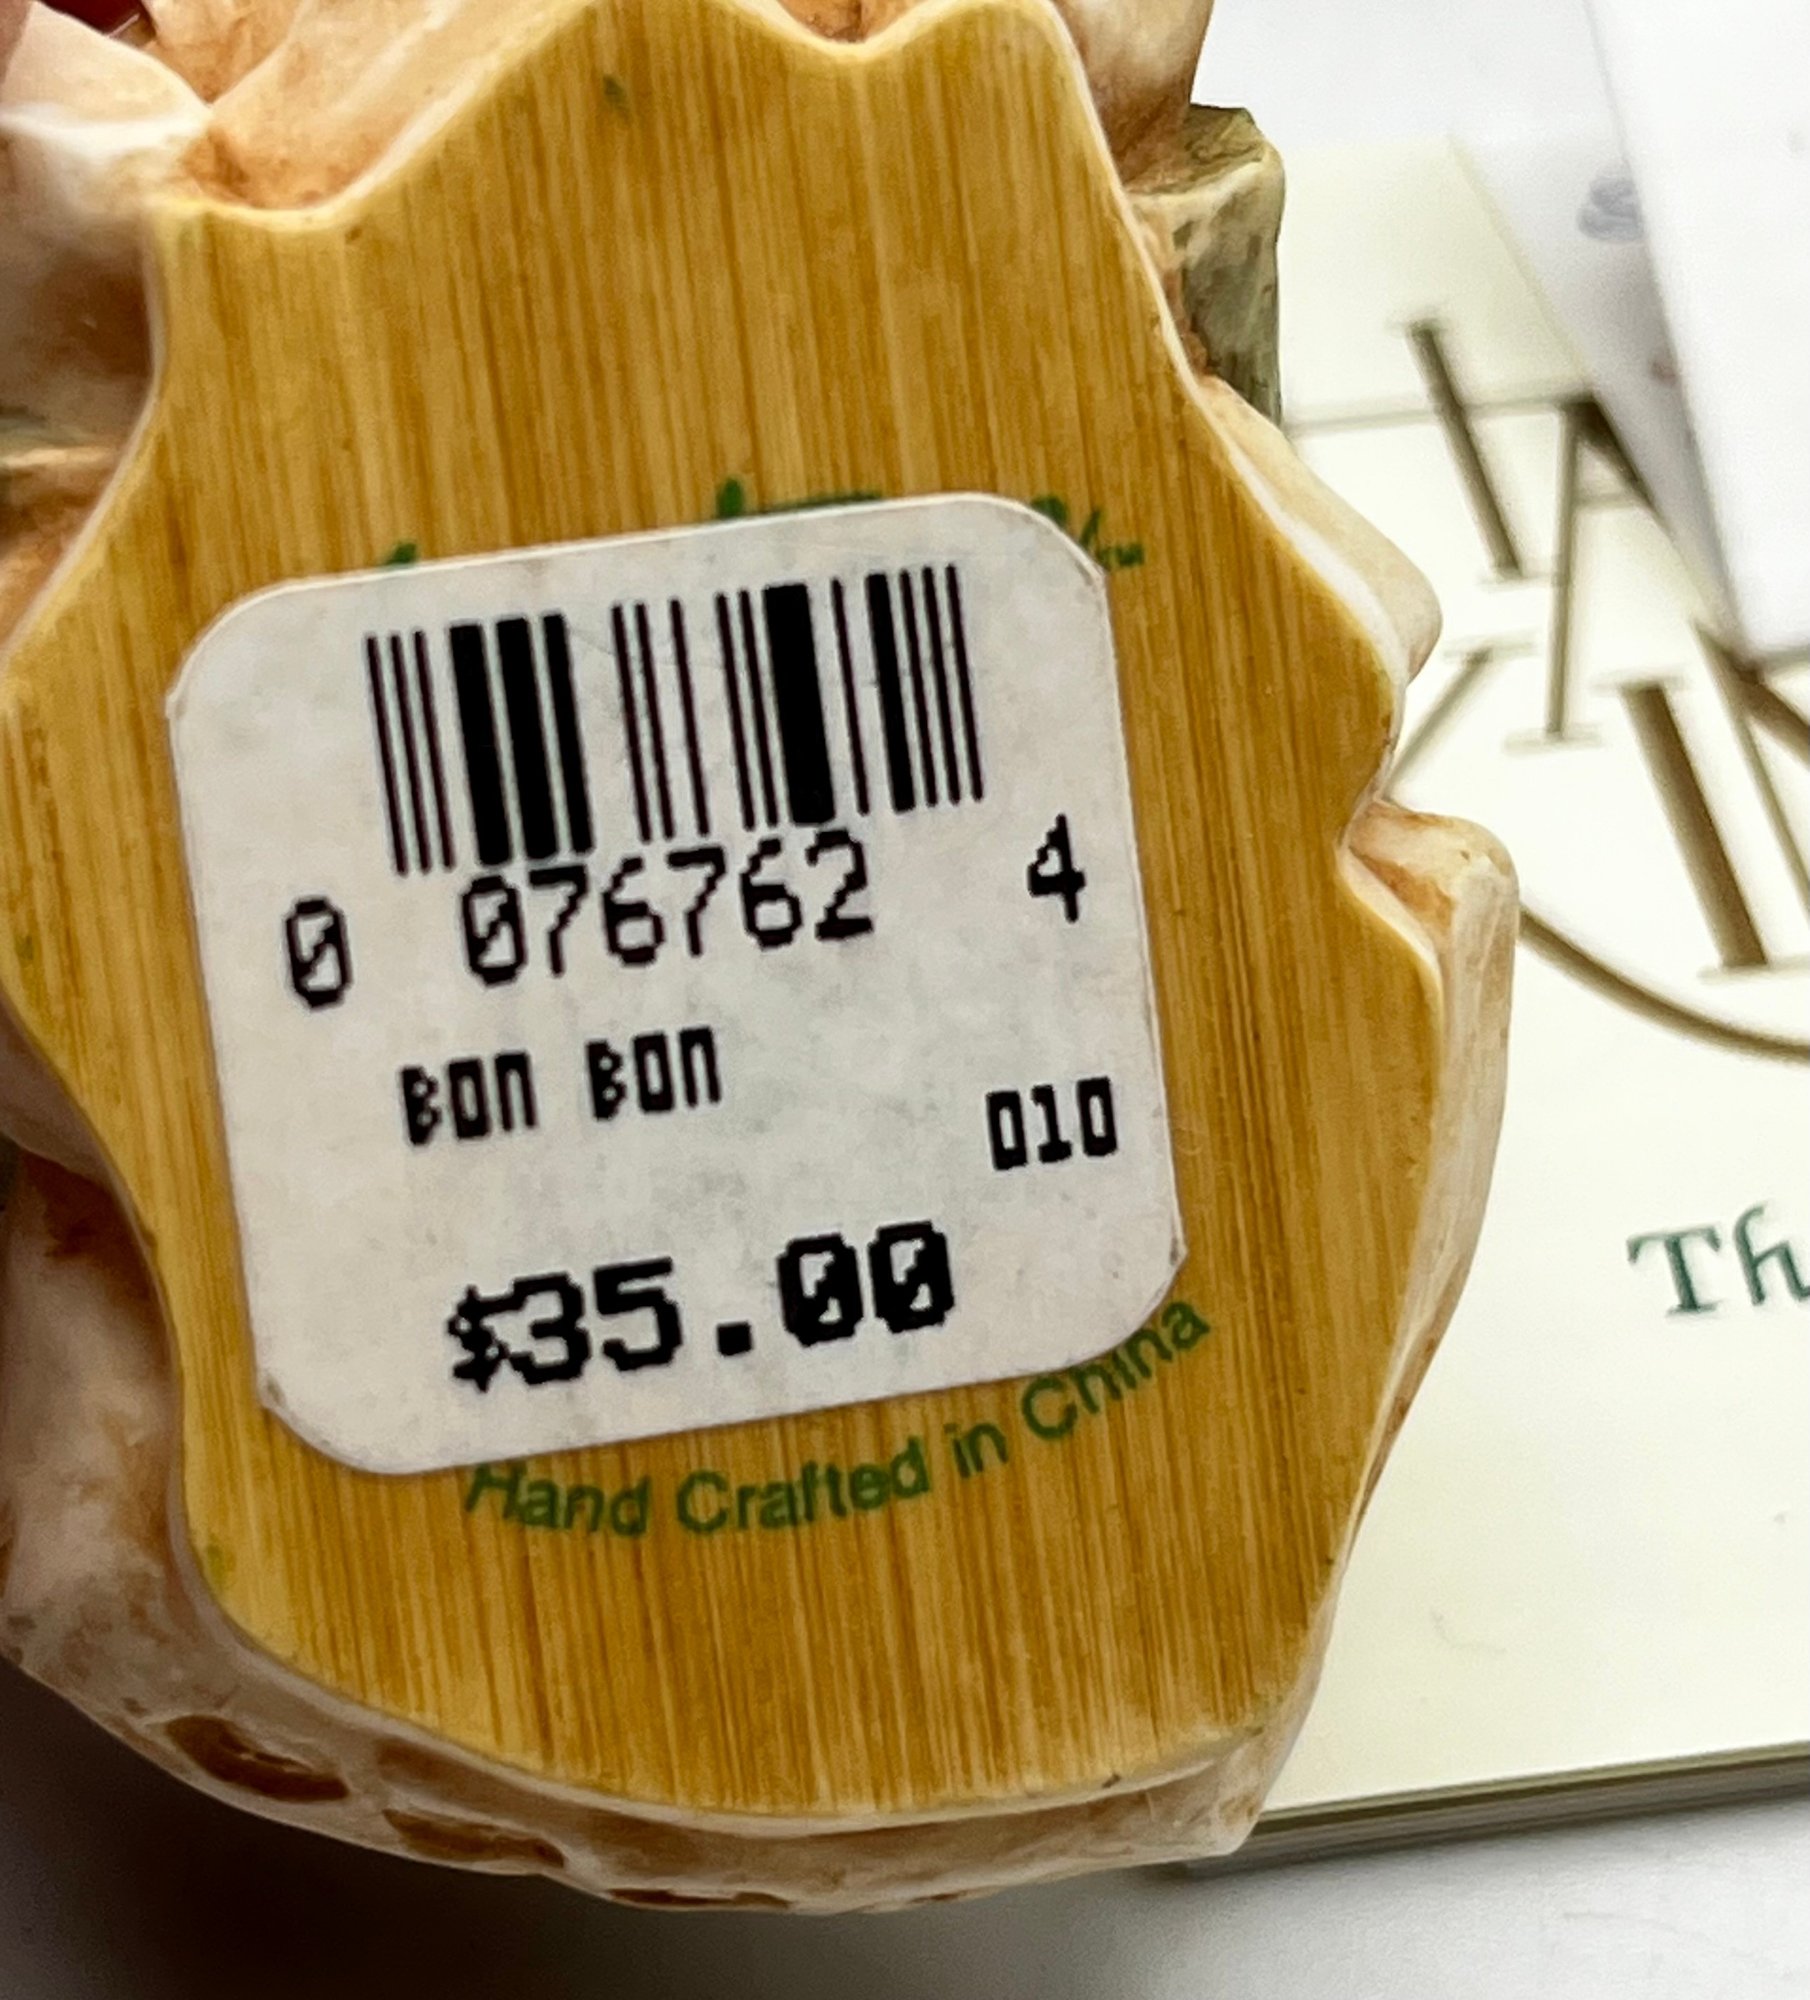 0 076762 4
BON BON
010
$35.00
Hand Crafted in China
Th